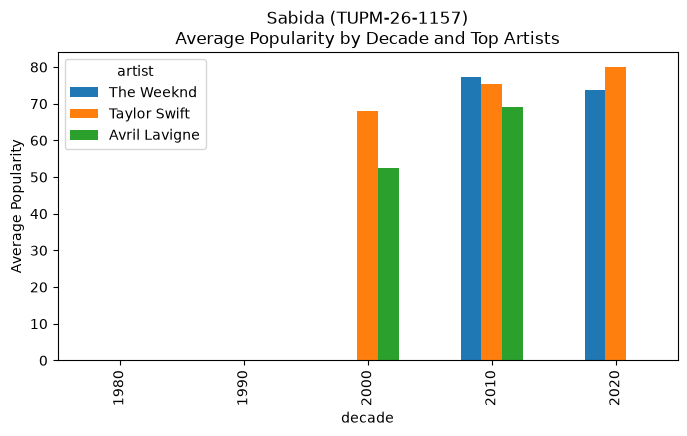 Sabida (TUPM-26-1157)
Average Popularity by Decade and Top Artists
artist
The Weeknd
Taylor Swift
Avril Lavigne
Average Popularity
80
70
60
50
40
30
20
10
0
1980
1990
2000
2010
2020
decade